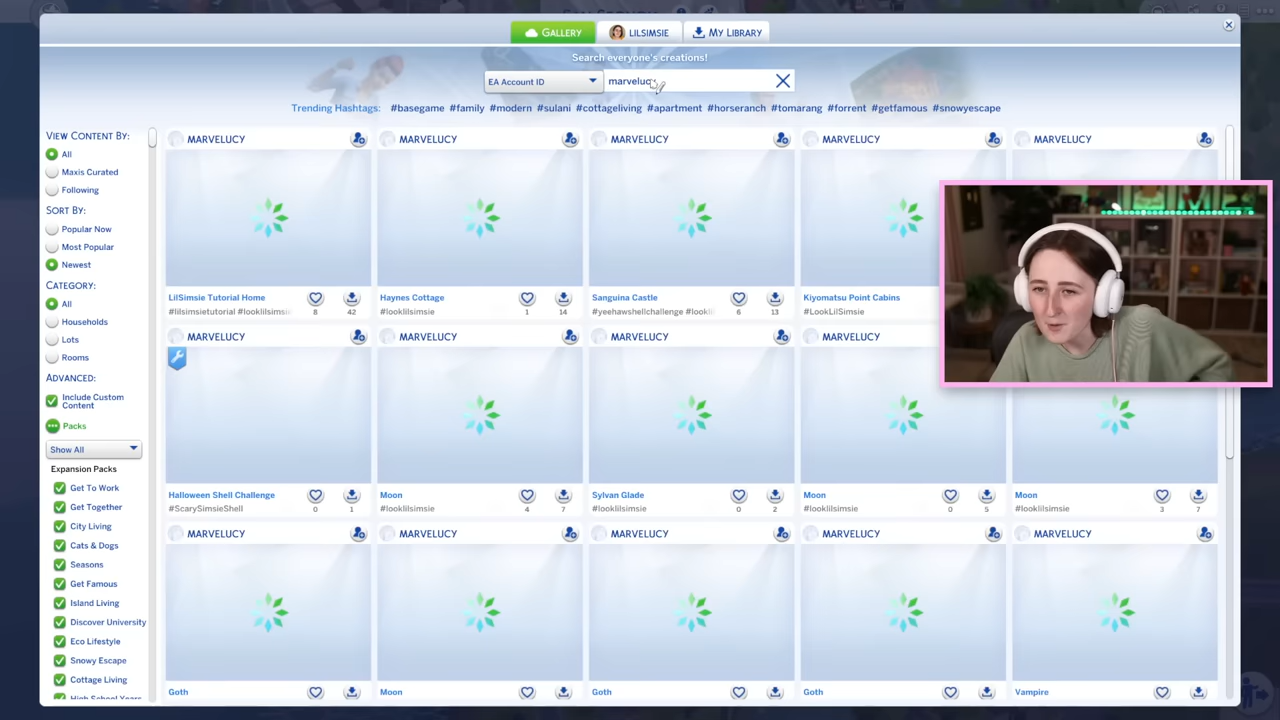 GALLERY
LILSIMSIE
MY LIBRARY
Search everyone's creations!
EA Account ID
marvelucy
Trending Hashtags: #basegame #family #modern #sulani #cottageliving #apartment #horseranch #tomarang #forrent #getfamous #snowyescape
VIEW CONTENT BY:
All
Maxis Curated
Following
SORT BY:
Popular Now
Most Popular
Newest
CATEGORY:
All
Households
Lots
Rooms
ADVANCED:
Include Custom
Content
Packs
Show All
Expansion Packs
Get To Work
Get Together
City Living
Cats & Dogs
Seasons
Get Famous
Island Living
Discover University
Eco Lifestyle
Snowy Escape
Cottage Living
High School Years
MARVELUCY MARVELUCY MARVELUCY MARVELUCY MARVELUCY
LilSimsie Tutorial Home 8 42
#lilsimsietutorial #looklilsimsi
Haynes Cottage 1 14
#looklilsimsie
Sanguina Castle 6 13
#yeehawshellchallenge #lookli
Kiyomatsu Point Cabins
#LookLilSimsie
MARVELUCY MARVELUCY MARVELUCY MARVELUCY
Halloween Shell Challenge 0 1
#ScarySimsieShell
Moon 4 7
#looklilsimsie
Sylvan Glade 0 2
#looklilsimsie
Moon 0 5
#looklilsimsie
Moon 3 7
#looklilsimsie
MARVELUCY MARVELUCY MARVELUCY MARVELUCY MARVELUCY
Goth
Moon
Goth
Goth
Vampire